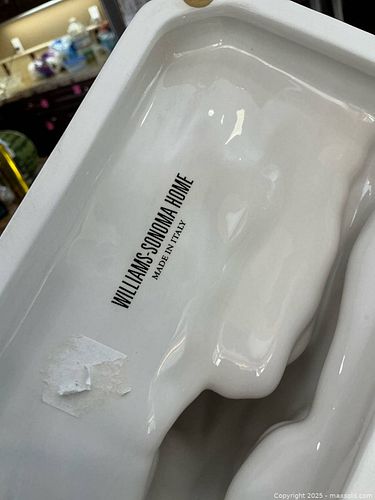 WILLIAMS-SONOMA HOME
MADE IN ITALY
Copyright 2025 - maxsold.com